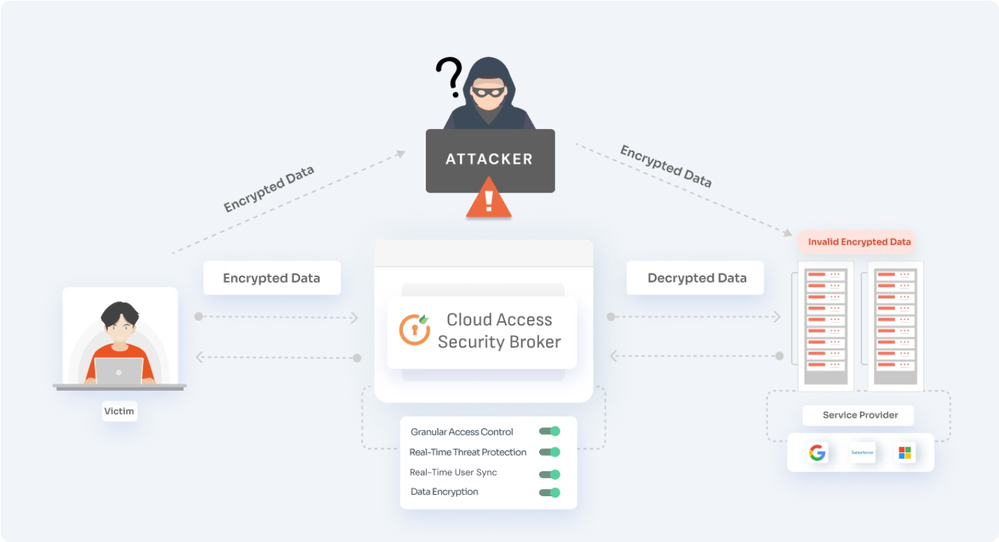 ?
ATTACKER
!
Encrypted Data
Encrypted Data
Invalid Encrypted Data
Encrypted Data
Decrypted Data
Cloud Access
Security Broker
Victim
Service Provider
Granular Access Control
Real-Time Threat Protection
Real-Time User Sync
Data Encryption
G
Salesforce